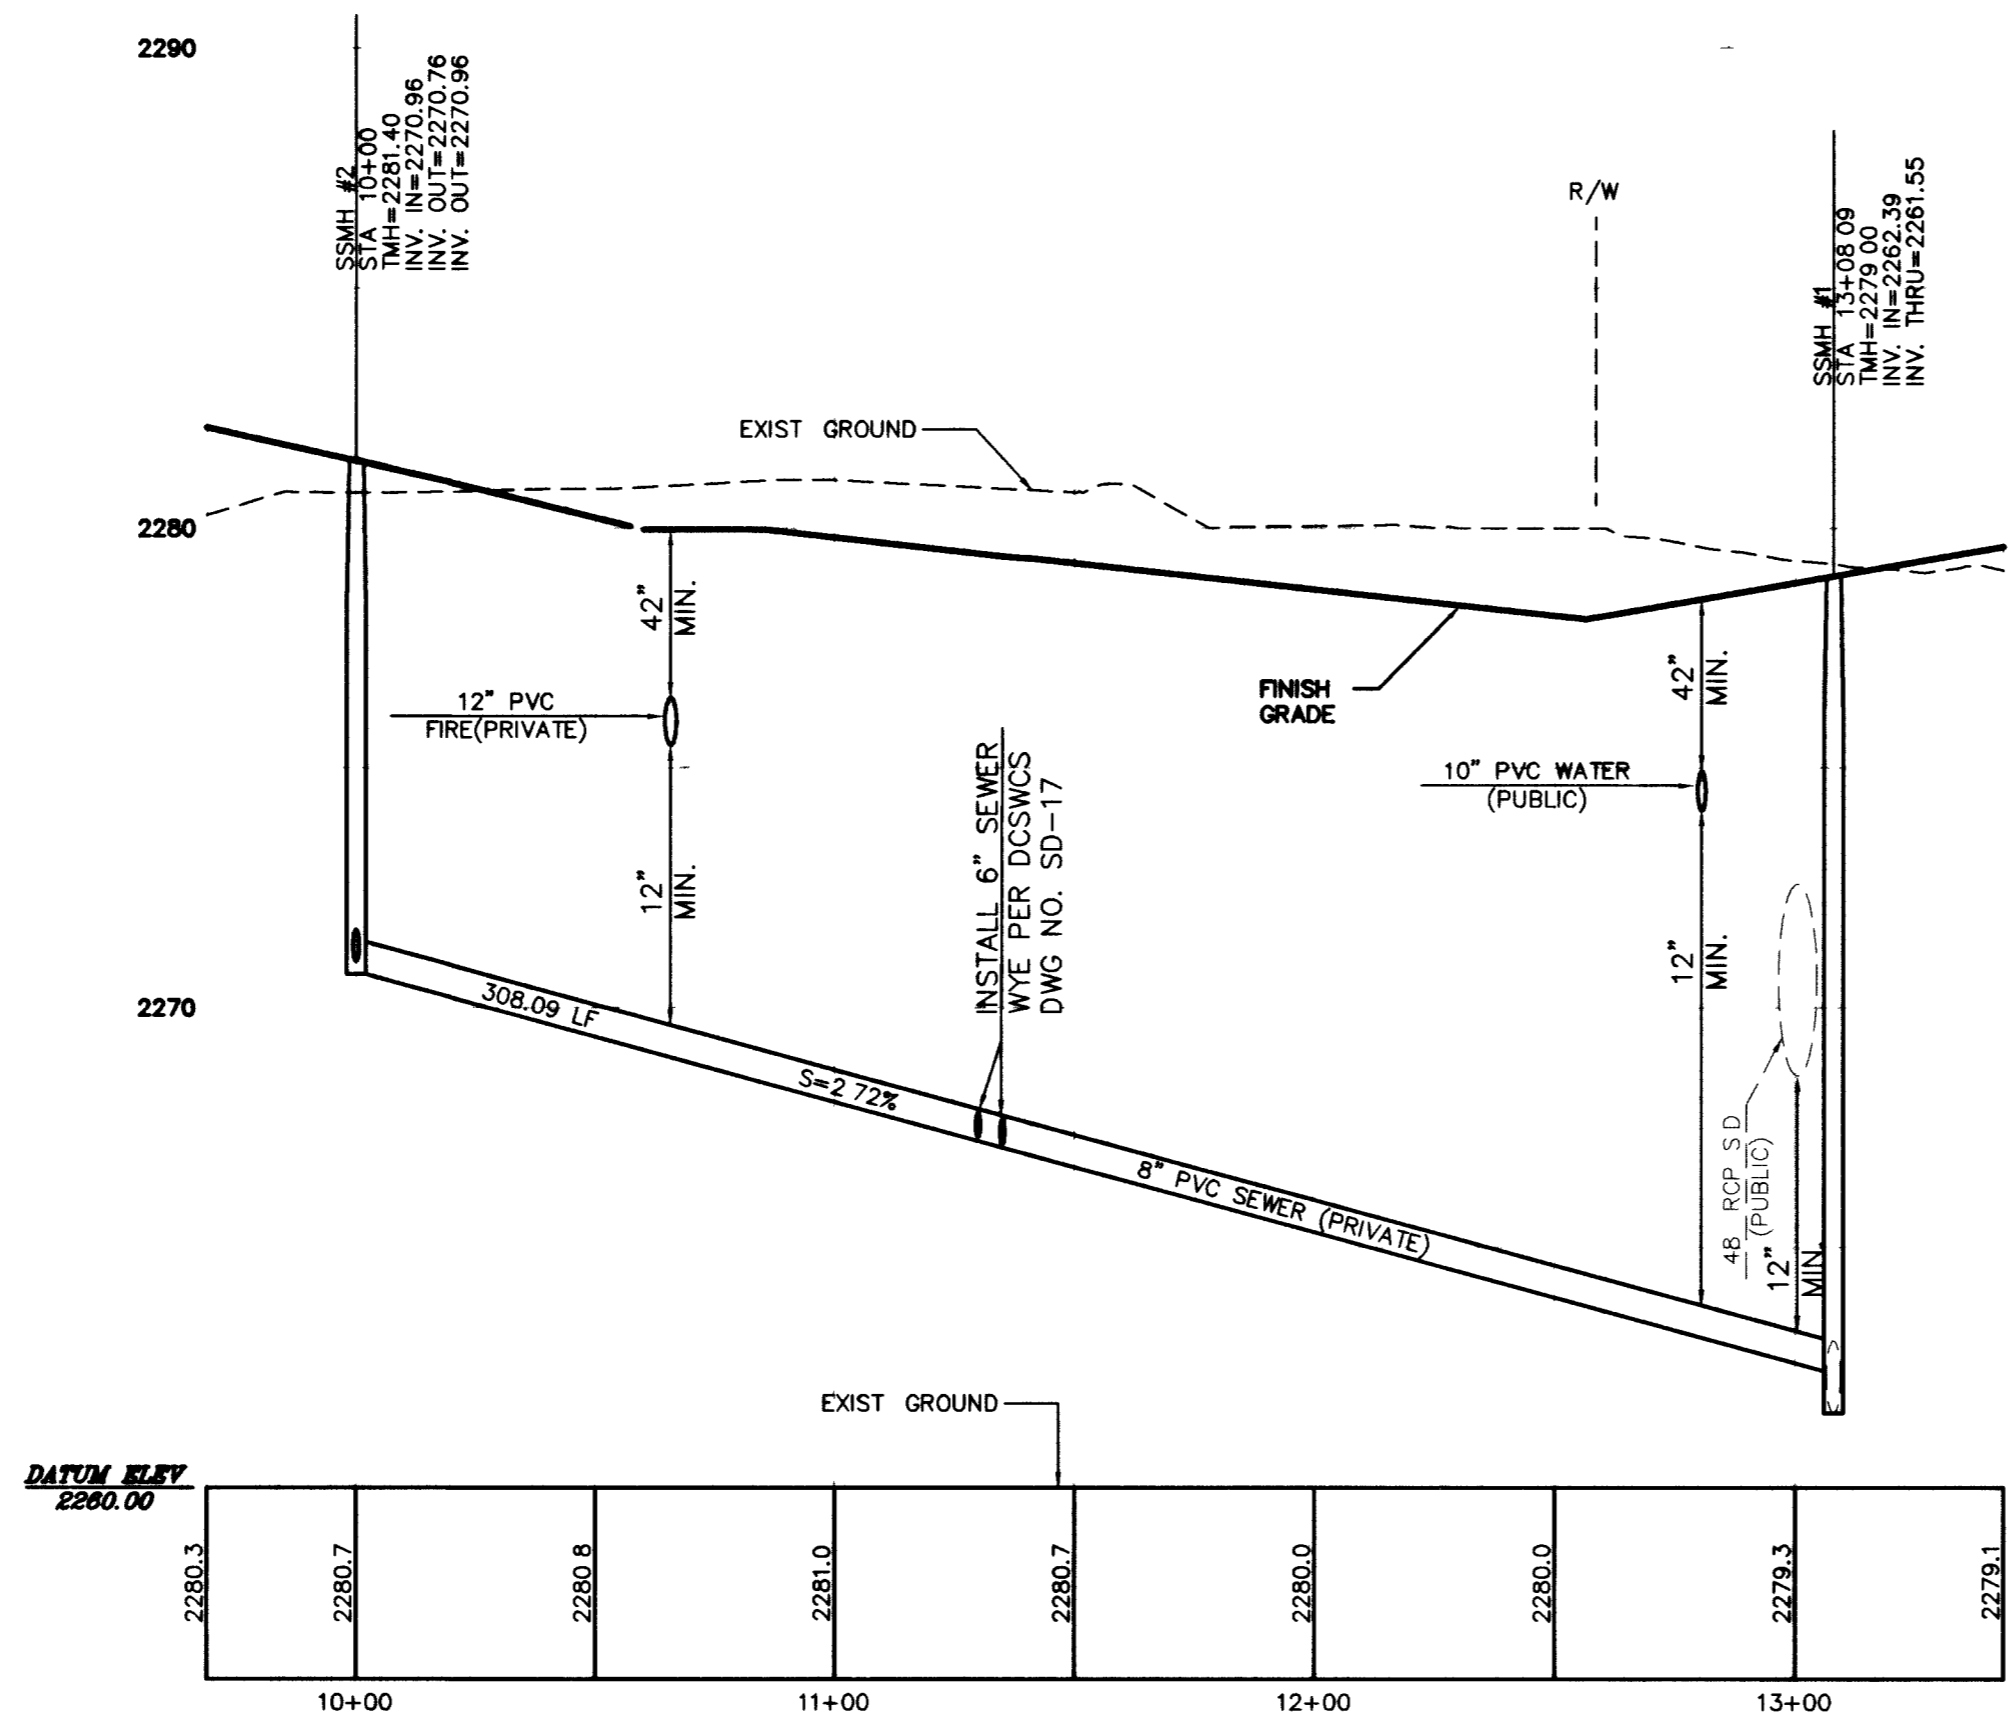 2290
SSMH #2
STA 10+00
TMH=2281.40
INV. IN=2270.96
INV. OUT=2270.76
INV. OUT=2270.96
R/W
SSMH #1
STA 13+08 09
TMH=2279 00
INV. IN=2262.39
INV. THRU=2261.55
EXIST GROUND
2280
42"
MIN.
12" PVC
FIRE(PRIVATE)
12"
MIN.
FINISH
GRADE
42"
MIN.
10" PVC WATER
(PUBLIC)
12"
MIN.
INSTALL 6" SEWER
WYE PER DCSWCS
DWG NO. SD-17
2270
308.09 LF
S=2 72%
8" PVC SEWER (PRIVATE)
48 RCP S D
(PUBLIC)
12"
MIN
EXIST GROUND
DATUM ELEV
2260.00
2280.3
2280.7
2280 8
2281.0
2280.7
2280.0
2280.0
2279.3
2279.1
10+00
11+00
12+00
13+00